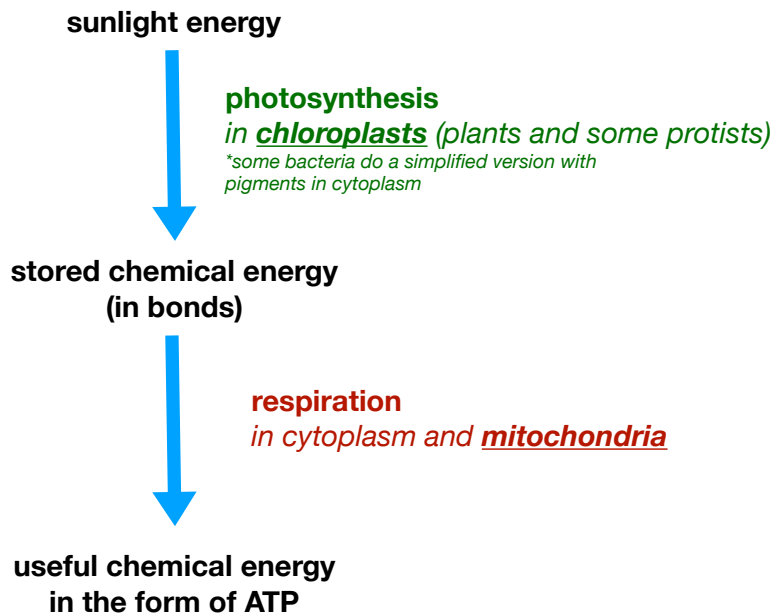 sunlight energy
photosynthesis
in chloroplasts (plants and some protists)
*some bacteria do a simplified version with
pigments in cytoplasm
stored chemical energy
(in bonds)
respiration
in cytoplasm and mitochondria
useful chemical energy
in the form of ATP